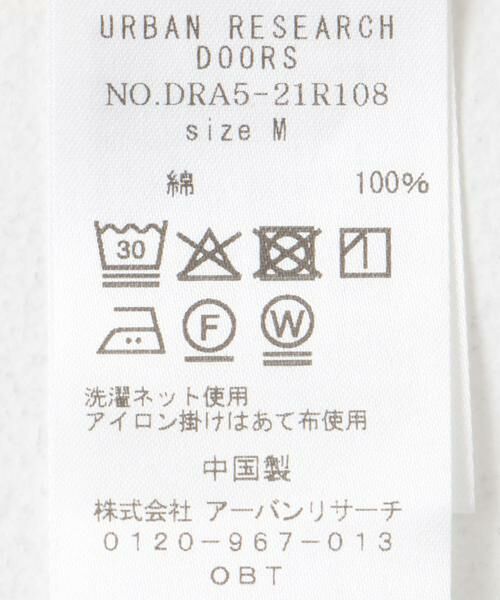 URBAN RESEARCH
DOORS
NO.DRA5-21R108
size M
綿 100%
30
F W
洗濯ネット使用
アイロン掛けはあて布使用
中国製
株式会社 アーバンリサーチ
0120-967-013
OBT